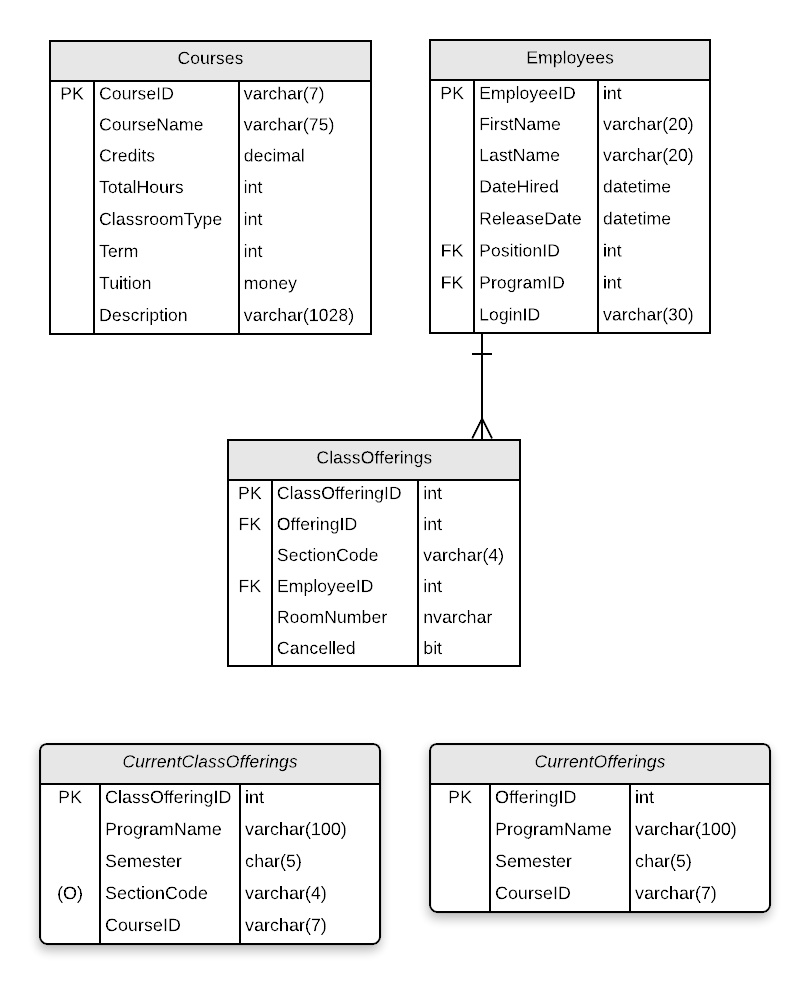 Courses
PK CourseID varchar(7)
CourseName varchar(75)
Credits decimal
TotalHours int
ClassroomType int
Term int
Tuition money
Description varchar(1028)
Employees
PK EmployeeID int
FirstName varchar(20)
LastName varchar(20)
DateHired datetime
ReleaseDate datetime
FK PositionID int
FK ProgramID int
LoginID varchar(30)
ClassOfferings
PK ClassOfferingID int
FK OfferingID int
SectionCode varchar(4)
FK EmployeeID int
RoomNumber nvarchar
Cancelled bit
CurrentClassOfferings
PK ClassOfferingID int
ProgramName varchar(100)
Semester char(5)
(O) SectionCode varchar(4)
CourseID varchar(7)
CurrentOfferings
PK OfferingID int
ProgramName varchar(100)
Semester char(5)
CourseID varchar(7)